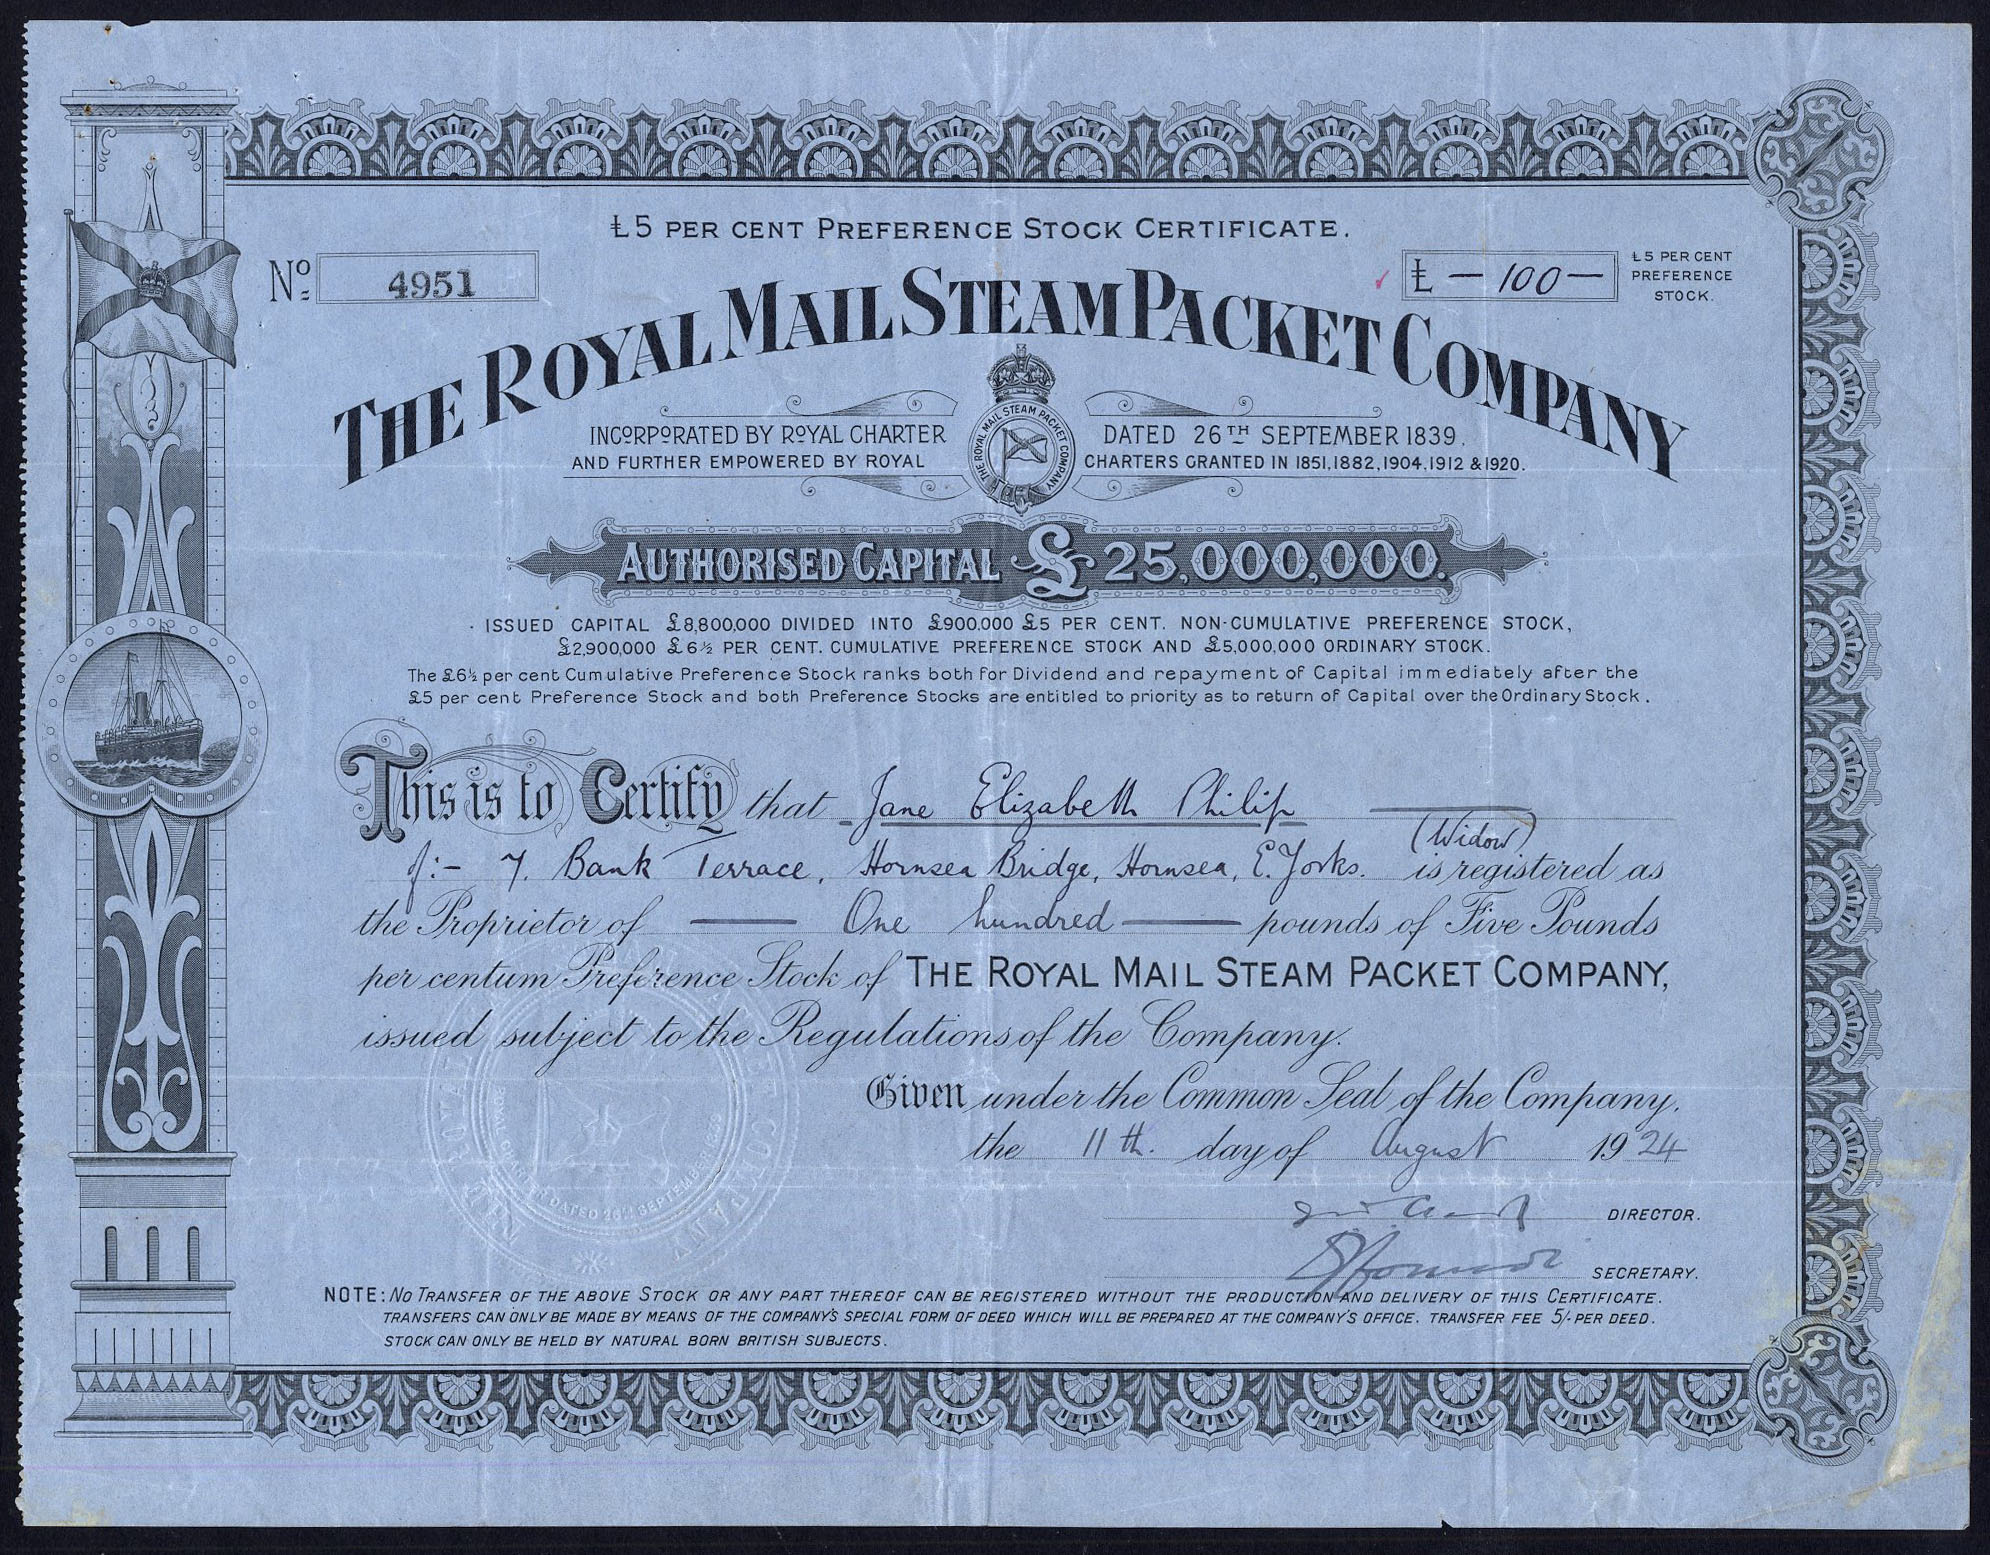 £5 PER CENT PREFERENCE STOCK CERTIFICATE.
Nº 4951
£ — 100 —
£5 PER CENT
PREFERENCE
STOCK.
THE ROYAL MAIL STEAM PACKET COMPANY
INCORPORATED BY ROYAL CHARTER DATED 26TH SEPTEMBER 1839.
AND FURTHER EMPOWERED BY ROYAL CHARTERS GRANTED IN 1851, 1882, 1904, 1912 & 1920.
THE ROYAL MAIL STEAM PACKET COMPANY
AUTHORISED CAPITAL £25,000,000.
ISSUED CAPITAL £8,800,000 DIVIDED INTO £900,000 £5 PER CENT. NON-CUMULATIVE PREFERENCE STOCK,
£2,900,000 £6½ PER CENT. CUMULATIVE PREFERENCE STOCK AND £5,000,000 ORDINARY STOCK.
The £6½ per cent Cumulative Preference Stock ranks both for Dividend and repayment of Capital immediately after the
£5 per cent Preference Stock and both Preference Stocks are entitled to priority as to return of Capital over the Ordinary Stock.
This is to Certify that Jane Elizabeth Philip
(Widow)
of:- 7, Bank Terrace, Hornsea Bridge, Hornsea, E. Yorks. is registered as
the Proprietor of — One hundred — pounds of Five Pounds
per centum Preference Stock of THE ROYAL MAIL STEAM PACKET COMPANY,
issued subject to the Regulations of the Company.
Given under the Common Seal of the Company,
the 11th. day of August 1924
DIRECTOR.
SECRETARY.
NOTE: NO TRANSFER OF THE ABOVE STOCK OR ANY PART THEREOF CAN BE REGISTERED WITHOUT THE PRODUCTION AND DELIVERY OF THIS CERTIFICATE.
TRANSFERS CAN ONLY BE MADE BY MEANS OF THE COMPANY'S SPECIAL FORM OF DEED WHICH WILL BE PREPARED AT THE COMPANY'S OFFICE. TRANSFER FEE 5/- PER DEED.
STOCK CAN ONLY BE HELD BY NATURAL BORN BRITISH SUBJECTS.